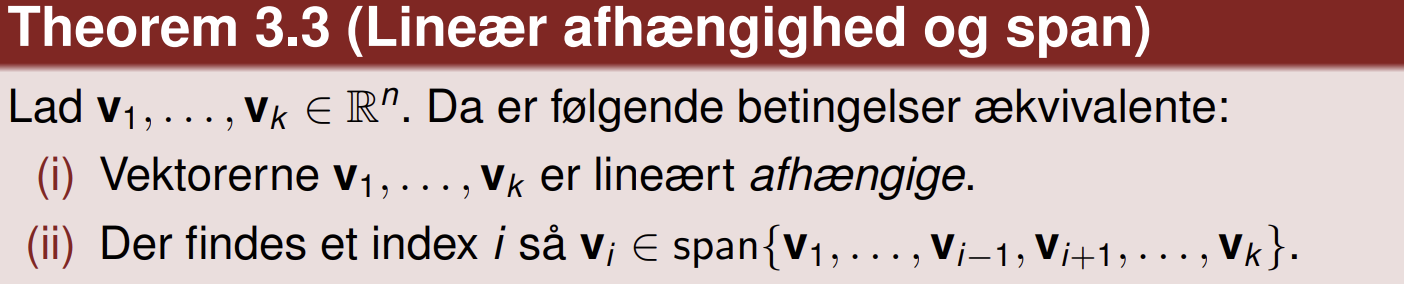 Theorem 3.3 (Lineær afhængighed og span)
Lad v₁, . . . , vₖ ∈ ℝⁿ. Da er følgende betingelser ækvivalente:
(i) Vektorerne v₁, . . . , vₖ er lineært afhængige.
(ii) Der findes et index i så vᵢ ∈ span{v₁, . . . , vᵢ₋₁, vᵢ₊₁, . . . , vₖ}.